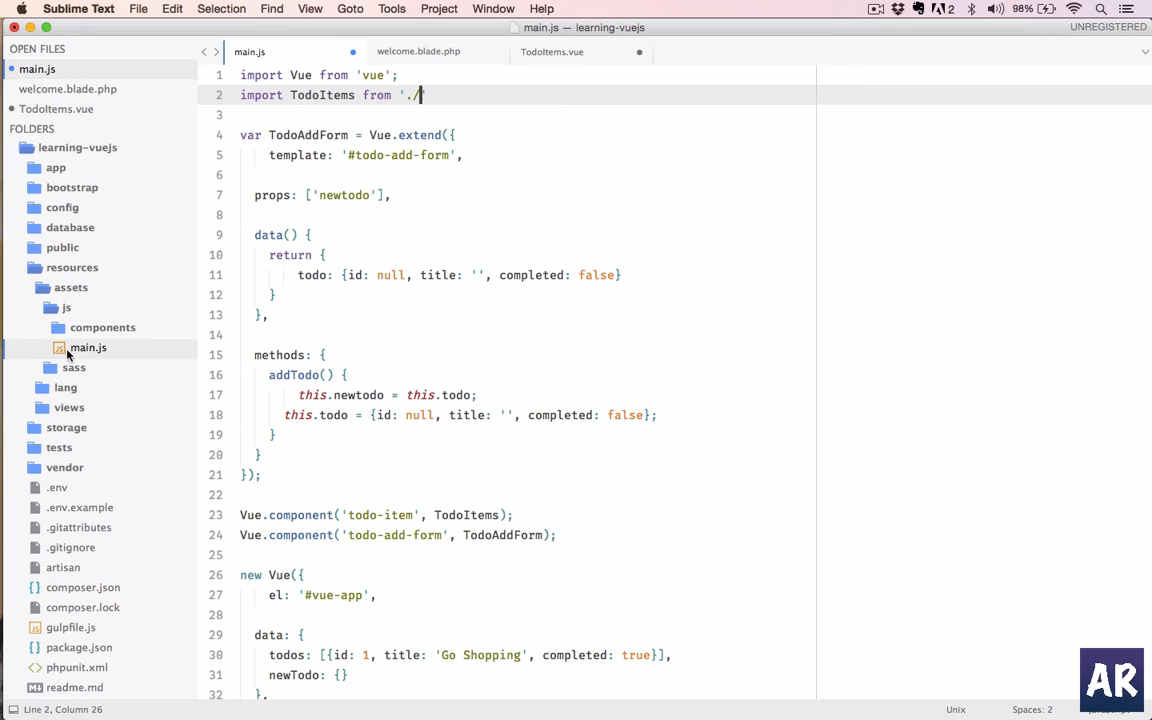 Sublime Text File Edit Selection Find View Goto Tools Project Window Help 2 98%
main.js — learning-vuejs UNREGISTERED
OPEN FILES
main.js
welcome.blade.php
TodoItems.vue
FOLDERS
learning-vuejs
app
bootstrap
config
database
public
resources
assets
js
components
main.js
sass
lang
views
storage
tests
vendor
.env
.env.example
.gitattributes
.gitignore
artisan
composer.json
composer.lock
gulpfile.js
package.json
phpunit.xml
readme.md
main.js welcome.blade.php TodoItems.vue
1 import Vue from 'vue';
2 import TodoItems from './'
3
4 var TodoAddForm = Vue.extend({
5 template: '#todo-add-form',
6
7 props: ['newtodo'],
8
9 data() {
10 return {
11 todo: {id: null, title: '', completed: false}
12 }
13 },
14
15 methods: {
16 addTodo() {
17 this.newtodo = this.todo;
18 this.todo = {id: null, title: '', completed: false};
19 }
20 }
21 });
22
23 Vue.component('todo-item', TodoItems);
24 Vue.component('todo-add-form', TodoAddForm);
25
26 new Vue({
27 el: '#vue-app',
28
29 data: {
30 todos: [{id: 1, title: 'Go Shopping', completed: true}],
31 newTodo: {}
32 },
Line 2, Column 26 Unix Spaces: 2
AR